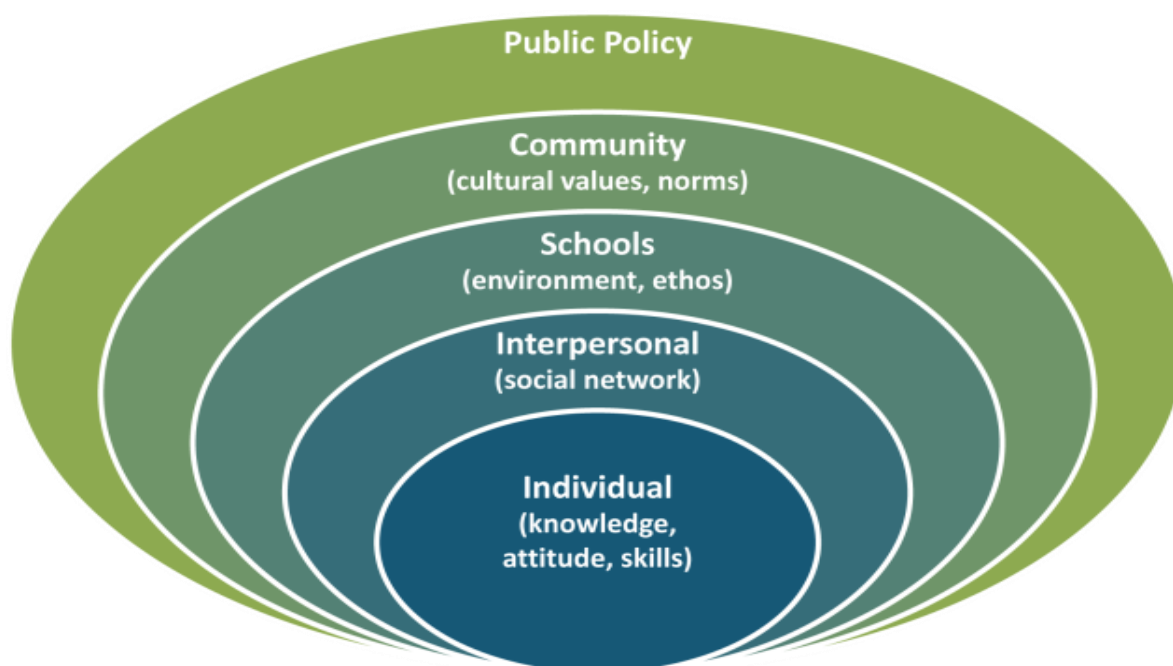 Public Policy
Community
(cultural values, norms)
Schools
(environment, ethos)
Interpersonal
(social network)
Individual
(knowledge,
attitude, skills)